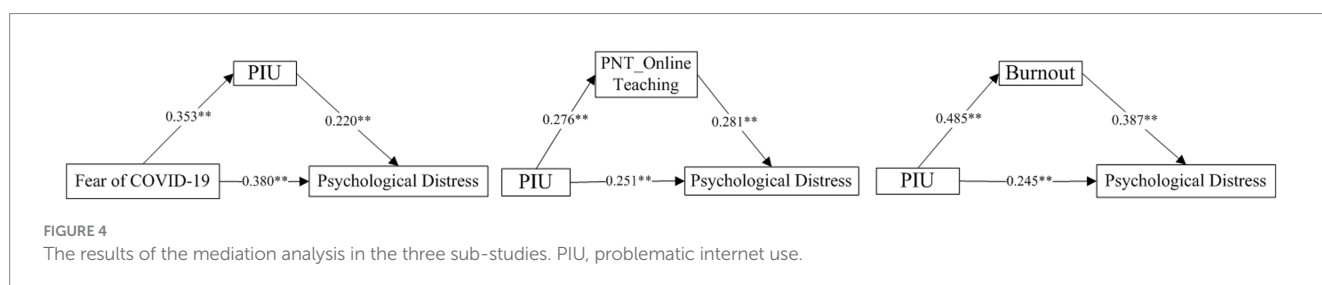 PIU
0.353**
0.220**
Fear of COVID-19
0.380**
Psychological Distress
PNT_Online
Teaching
0.276**
0.281**
PIU
0.251**
Psychological Distress
Burnout
0.485**
0.387**
PIU
0.245**
Psychological Distress
FIGURE 4
The results of the mediation analysis in the three sub-studies. PIU, problematic internet use.